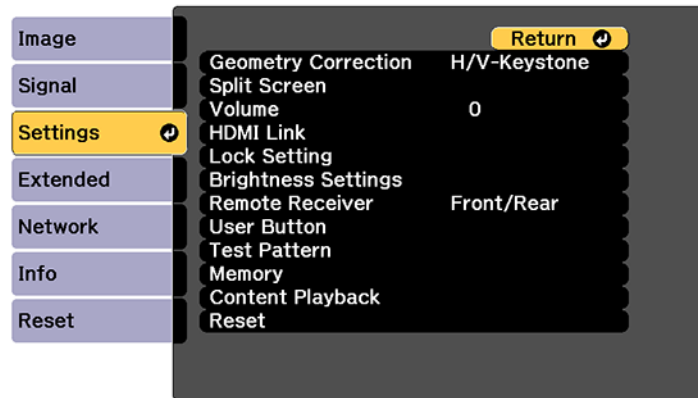 Image
Signal
Settings
Extended
Network
Info
Reset
Return
Geometry Correction H/V-Keystone
Split Screen
Volume 0
HDMI Link
Lock Setting
Brightness Settings
Remote Receiver Front/Rear
User Button
Test Pattern
Memory
Content Playback
Reset